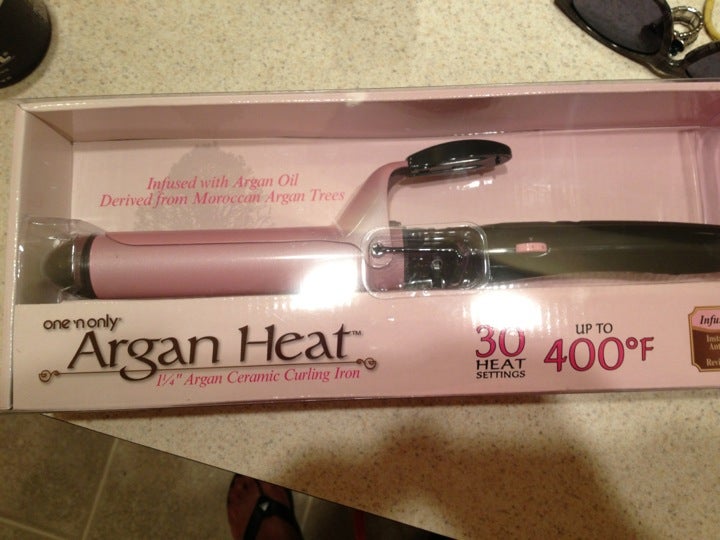 Infused with Argan Oil
Derived from Moroccan Argan Trees
one 'n only®
Argan Heat™
1¼" Argan Ceramic Curling Iron
30
HEAT
SETTINGS
UP TO
400°F